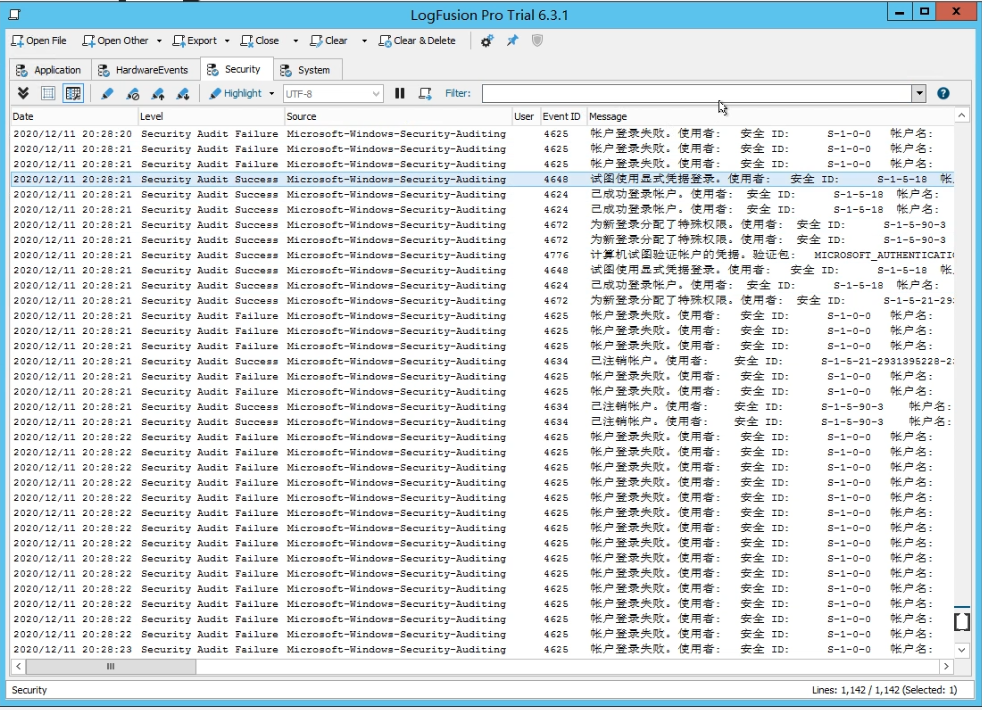 LogFusion Pro Trial 6.3.1
Open File Open Other Export Close Clear Clear & Delete
Application HardwareEvents Security System
Highlight UTF-8 Filter:
Date Level Source User Event ID Message
2020/12/11 20:28:20 Security Audit Failure Microsoft-Windows-Security-Auditing 4625 帐户登录失败。使用者: 安全 ID: S-1-0-0 帐户名:
2020/12/11 20:28:21 Security Audit Failure Microsoft-Windows-Security-Auditing 4625 帐户登录失败。使用者: 安全 ID: S-1-0-0 帐户名:
2020/12/11 20:28:21 Security Audit Failure Microsoft-Windows-Security-Auditing 4625 帐户登录失败。使用者: 安全 ID: S-1-0-0 帐户名:
2020/12/11 20:28:21 Security Audit Success Microsoft-Windows-Security-Auditing 4648 试图使用显式凭据登录。使用者: 安全 ID: S-1-5-18 帐
2020/12/11 20:28:21 Security Audit Success Microsoft-Windows-Security-Auditing 4624 已成功登录帐户。使用者: 安全 ID: S-1-5-18 帐户名:
2020/12/11 20:28:21 Security Audit Success Microsoft-Windows-Security-Auditing 4624 已成功登录帐户。使用者: 安全 ID: S-1-5-18 帐户名:
2020/12/11 20:28:21 Security Audit Success Microsoft-Windows-Security-Auditing 4672 为新登录分配了特殊权限。使用者: 安全 ID: S-1-5-90-3
2020/12/11 20:28:21 Security Audit Success Microsoft-Windows-Security-Auditing 4672 为新登录分配了特殊权限。使用者: 安全 ID: S-1-5-90-3
2020/12/11 20:28:21 Security Audit Success Microsoft-Windows-Security-Auditing 4776 计算机试图验证帐户的凭据。验证包: MICROSOFT_AUTHENTICATI
2020/12/11 20:28:21 Security Audit Success Microsoft-Windows-Security-Auditing 4648 试图使用显式凭据登录。使用者: 安全 ID: S-1-5-18 帐
2020/12/11 20:28:21 Security Audit Success Microsoft-Windows-Security-Auditing 4624 已成功登录帐户。使用者: 安全 ID: S-1-5-18 帐户名:
2020/12/11 20:28:21 Security Audit Success Microsoft-Windows-Security-Auditing 4672 为新登录分配了特殊权限。使用者: 安全 ID: S-1-5-21-293
2020/12/11 20:28:21 Security Audit Failure Microsoft-Windows-Security-Auditing 4625 帐户登录失败。使用者: 安全 ID: S-1-0-0 帐户名:
2020/12/11 20:28:21 Security Audit Failure Microsoft-Windows-Security-Auditing 4625 帐户登录失败。使用者: 安全 ID: S-1-0-0 帐户名:
2020/12/11 20:28:21 Security Audit Failure Microsoft-Windows-Security-Auditing 4625 帐户登录失败。使用者: 安全 ID: S-1-0-0 帐户名:
2020/12/11 20:28:21 Security Audit Success Microsoft-Windows-Security-Auditing 4634 已注销帐户。使用者: 安全 ID: S-1-5-21-2931395228-2
2020/12/11 20:28:21 Security Audit Failure Microsoft-Windows-Security-Auditing 4625 帐户登录失败。使用者: 安全 ID: S-1-0-0 帐户名:
2020/12/11 20:28:21 Security Audit Failure Microsoft-Windows-Security-Auditing 4625 帐户登录失败。使用者: 安全 ID: S-1-0-0 帐户名:
2020/12/11 20:28:21 Security Audit Success Microsoft-Windows-Security-Auditing 4634 已注销帐户。使用者: 安全 ID: S-1-5-90-3 帐户名:
2020/12/11 20:28:21 Security Audit Success Microsoft-Windows-Security-Auditing 4634 已注销帐户。使用者: 安全 ID: S-1-5-90-3 帐户名:
2020/12/11 20:28:22 Security Audit Failure Microsoft-Windows-Security-Auditing 4625 帐户登录失败。使用者: 安全 ID: S-1-0-0 帐户名:
2020/12/11 20:28:22 Security Audit Failure Microsoft-Windows-Security-Auditing 4625 帐户登录失败。使用者: 安全 ID: S-1-0-0 帐户名:
2020/12/11 20:28:22 Security Audit Failure Microsoft-Windows-Security-Auditing 4625 帐户登录失败。使用者: 安全 ID: S-1-0-0 帐户名:
2020/12/11 20:28:22 Security Audit Failure Microsoft-Windows-Security-Auditing 4625 帐户登录失败。使用者: 安全 ID: S-1-0-0 帐户名:
2020/12/11 20:28:22 Security Audit Failure Microsoft-Windows-Security-Auditing 4625 帐户登录失败。使用者: 安全 ID: S-1-0-0 帐户名:
2020/12/11 20:28:22 Security Audit Failure Microsoft-Windows-Security-Auditing 4625 帐户登录失败。使用者: 安全 ID: S-1-0-0 帐户名:
2020/12/11 20:28:22 Security Audit Failure Microsoft-Windows-Security-Auditing 4625 帐户登录失败。使用者: 安全 ID: S-1-0-0 帐户名:
2020/12/11 20:28:22 Security Audit Failure Microsoft-Windows-Security-Auditing 4625 帐户登录失败。使用者: 安全 ID: S-1-0-0 帐户名:
2020/12/11 20:28:22 Security Audit Failure Microsoft-Windows-Security-Auditing 4625 帐户登录失败。使用者: 安全 ID: S-1-0-0 帐户名:
2020/12/11 20:28:22 Security Audit Failure Microsoft-Windows-Security-Auditing 4625 帐户登录失败。使用者: 安全 ID: S-1-0-0 帐户名:
2020/12/11 20:28:22 Security Audit Failure Microsoft-Windows-Security-Auditing 4625 帐户登录失败。使用者: 安全 ID: S-1-0-0 帐户名:
2020/12/11 20:28:22 Security Audit Failure Microsoft-Windows-Security-Auditing 4625 帐户登录失败。使用者: 安全 ID: S-1-0-0 帐户名:
2020/12/11 20:28:22 Security Audit Failure Microsoft-Windows-Security-Auditing 4625 帐户登录失败。使用者: 安全 ID: S-1-0-0 帐户名:
2020/12/11 20:28:22 Security Audit Failure Microsoft-Windows-Security-Auditing 4625 帐户登录失败。使用者: 安全 ID: S-1-0-0 帐户名:
2020/12/11 20:28:23 Security Audit Failure Microsoft-Windows-Security-Auditing 4625 帐户登录失败。使用者: 安全 ID: S-1-0-0 帐户名:
Security Lines: 1,142 / 1,142 (Selected: 1)